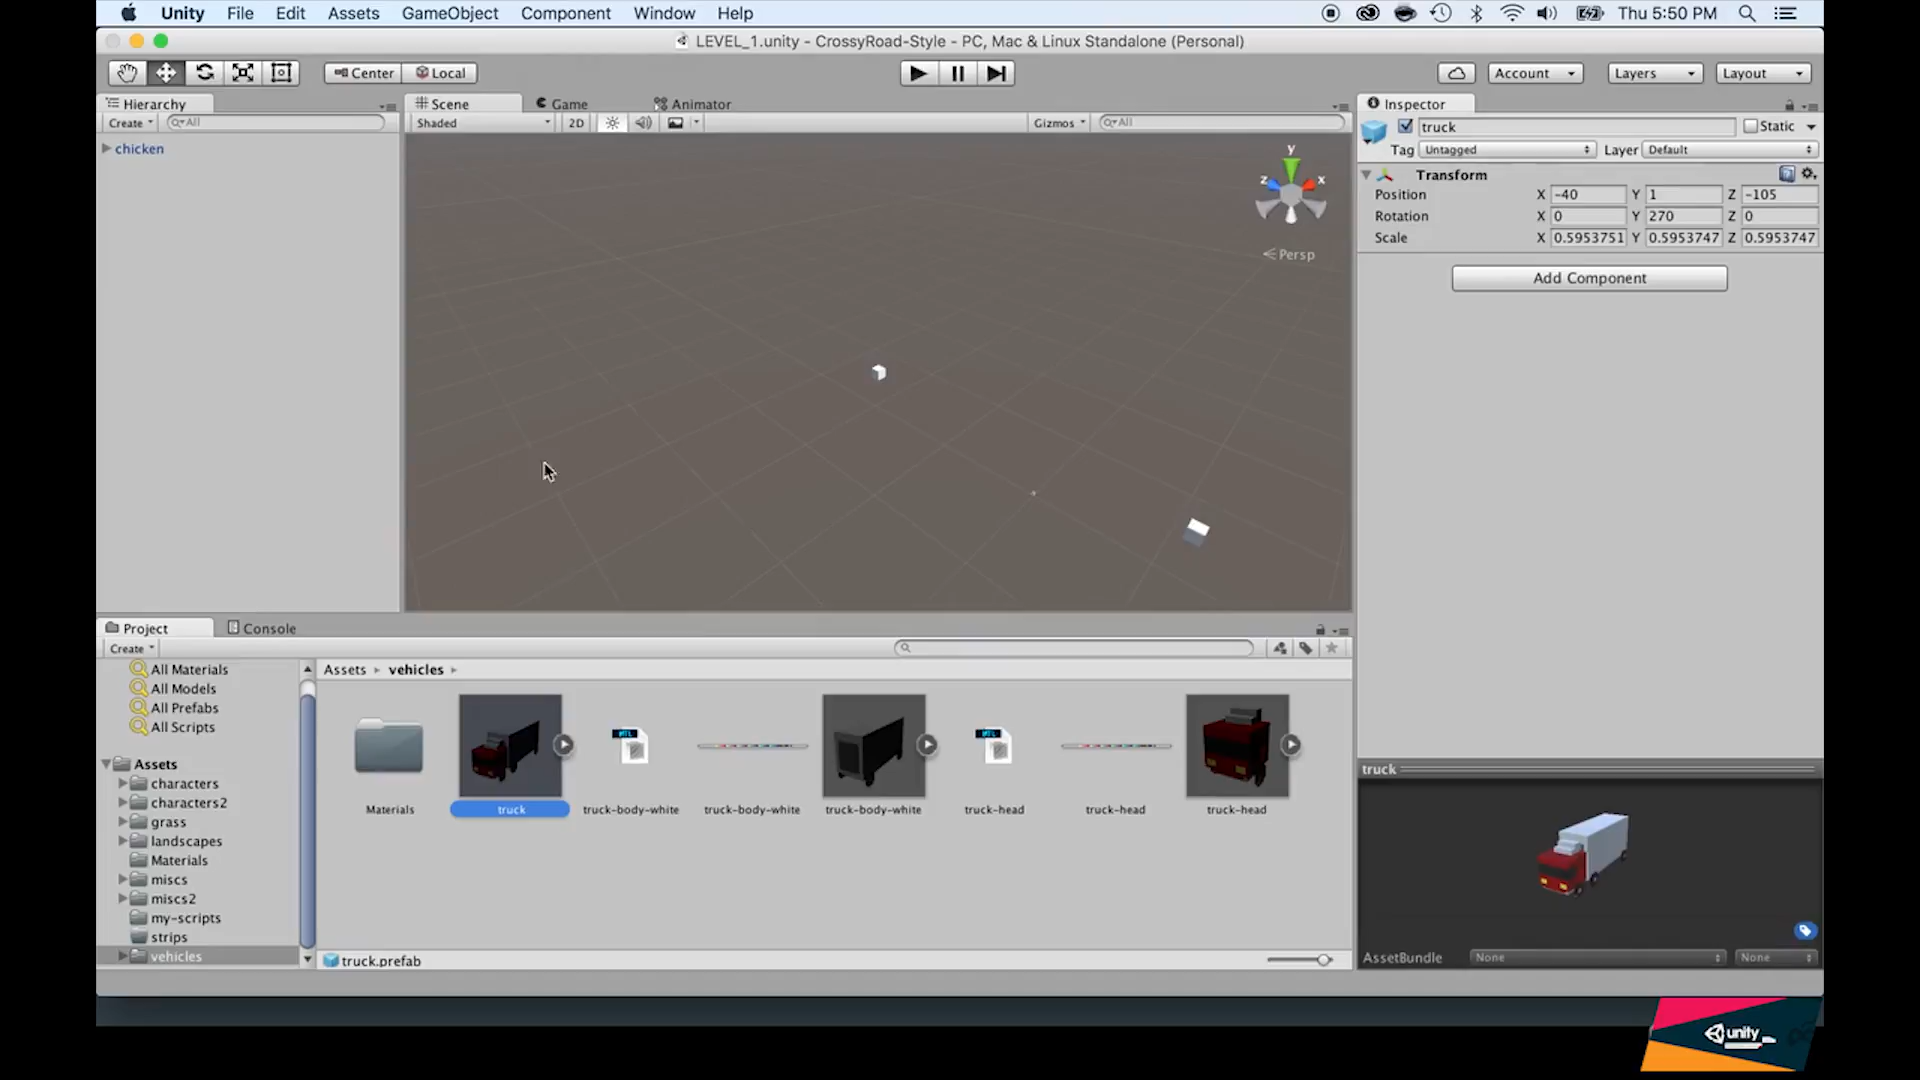 Unity File Edit Assets GameObject Component Window Help Thu 5:50 PM
LEVEL_1.unity - CrossyRoad-Style - PC, Mac & Linux Standalone (Personal)
Center Local Account Layers Layout
Hierarchy
Create All
chicken
Scene Game Animator
Shaded 2D Gizmos All
y
z x
Persp
Inspector
truck Static
Tag Untagged Layer Default
Transform
Position X -40 Y 1 Z -105
Rotation X 0 Y 270 Z 0
Scale X 0.5953751 Y 0.5953747 Z 0.5953747
Add Component
Project Console
Create
All Materials
All Models
All Prefabs
All Scripts
Assets
characters
characters2
grass
landscapes
Materials
miscs
miscs2
my-scripts
strips
vehicles
Assets vehicles
MTL MTL
Materials truck truck-body-white truck-body-white truck-body-white truck-head truck-head truck-head
truck.prefab
truck
AssetBundle None None
unity